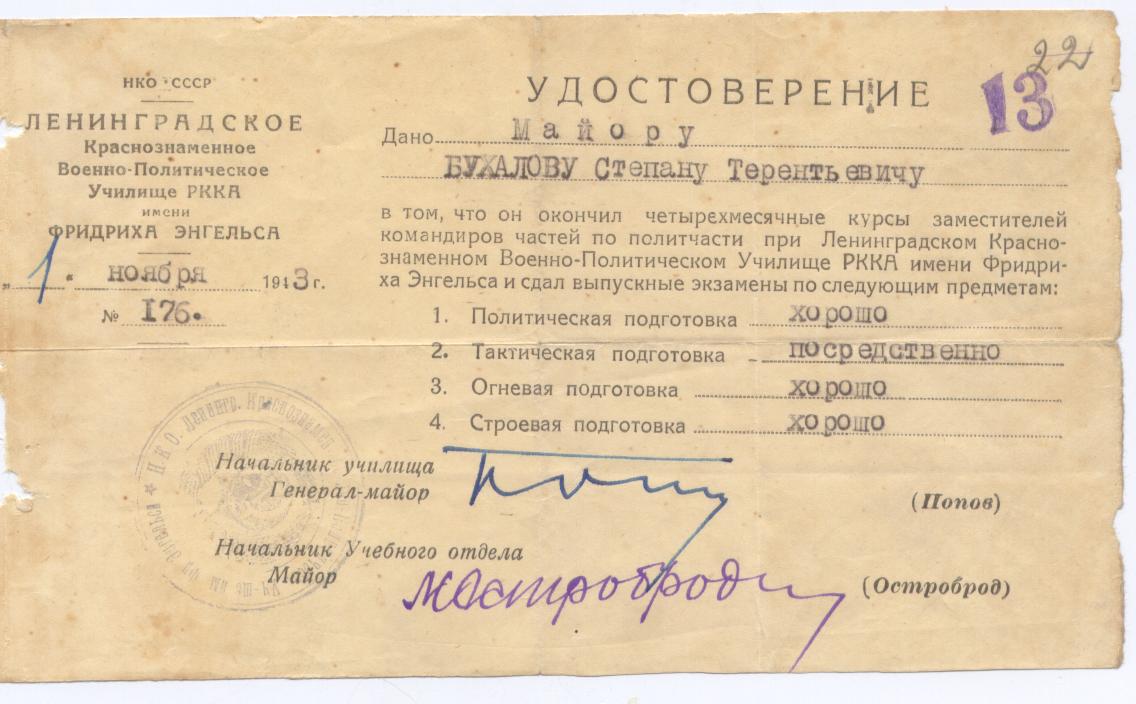 22
13
НКО СССР
ЛЕНИНГРАДСКОЕ
Краснознаменное
Военно-Политическое
Училище РККА
имени
ФРИДРИХА ЭНГЕЛЬСА
„1" ноября 1943 г.
№ 176.
УДОСТОВЕРЕНИЕ
Дано Майору
БУХАЛОВУ Степану Терентьевичу
в том, что он окончил четырехмесячные курсы заместителей
командиров частей по политчасти при Ленинградском Красно-
знаменном Военно-Политическом Училище РККА имени Фридри-
ха Энгельса и сдал выпускные экзамены по следующим предметам:
1. Политическая подготовка хорошо
2. Тактическая подготовка посредственно
3. Огневая подготовка хорошо
4. Строевая подготовка хорошо
Начальник училища
Генерал-майор (Попов)
Начальник Учебного отдела
Майор (Остроброд)
Н.К.О. Ленингр. Краснознамен